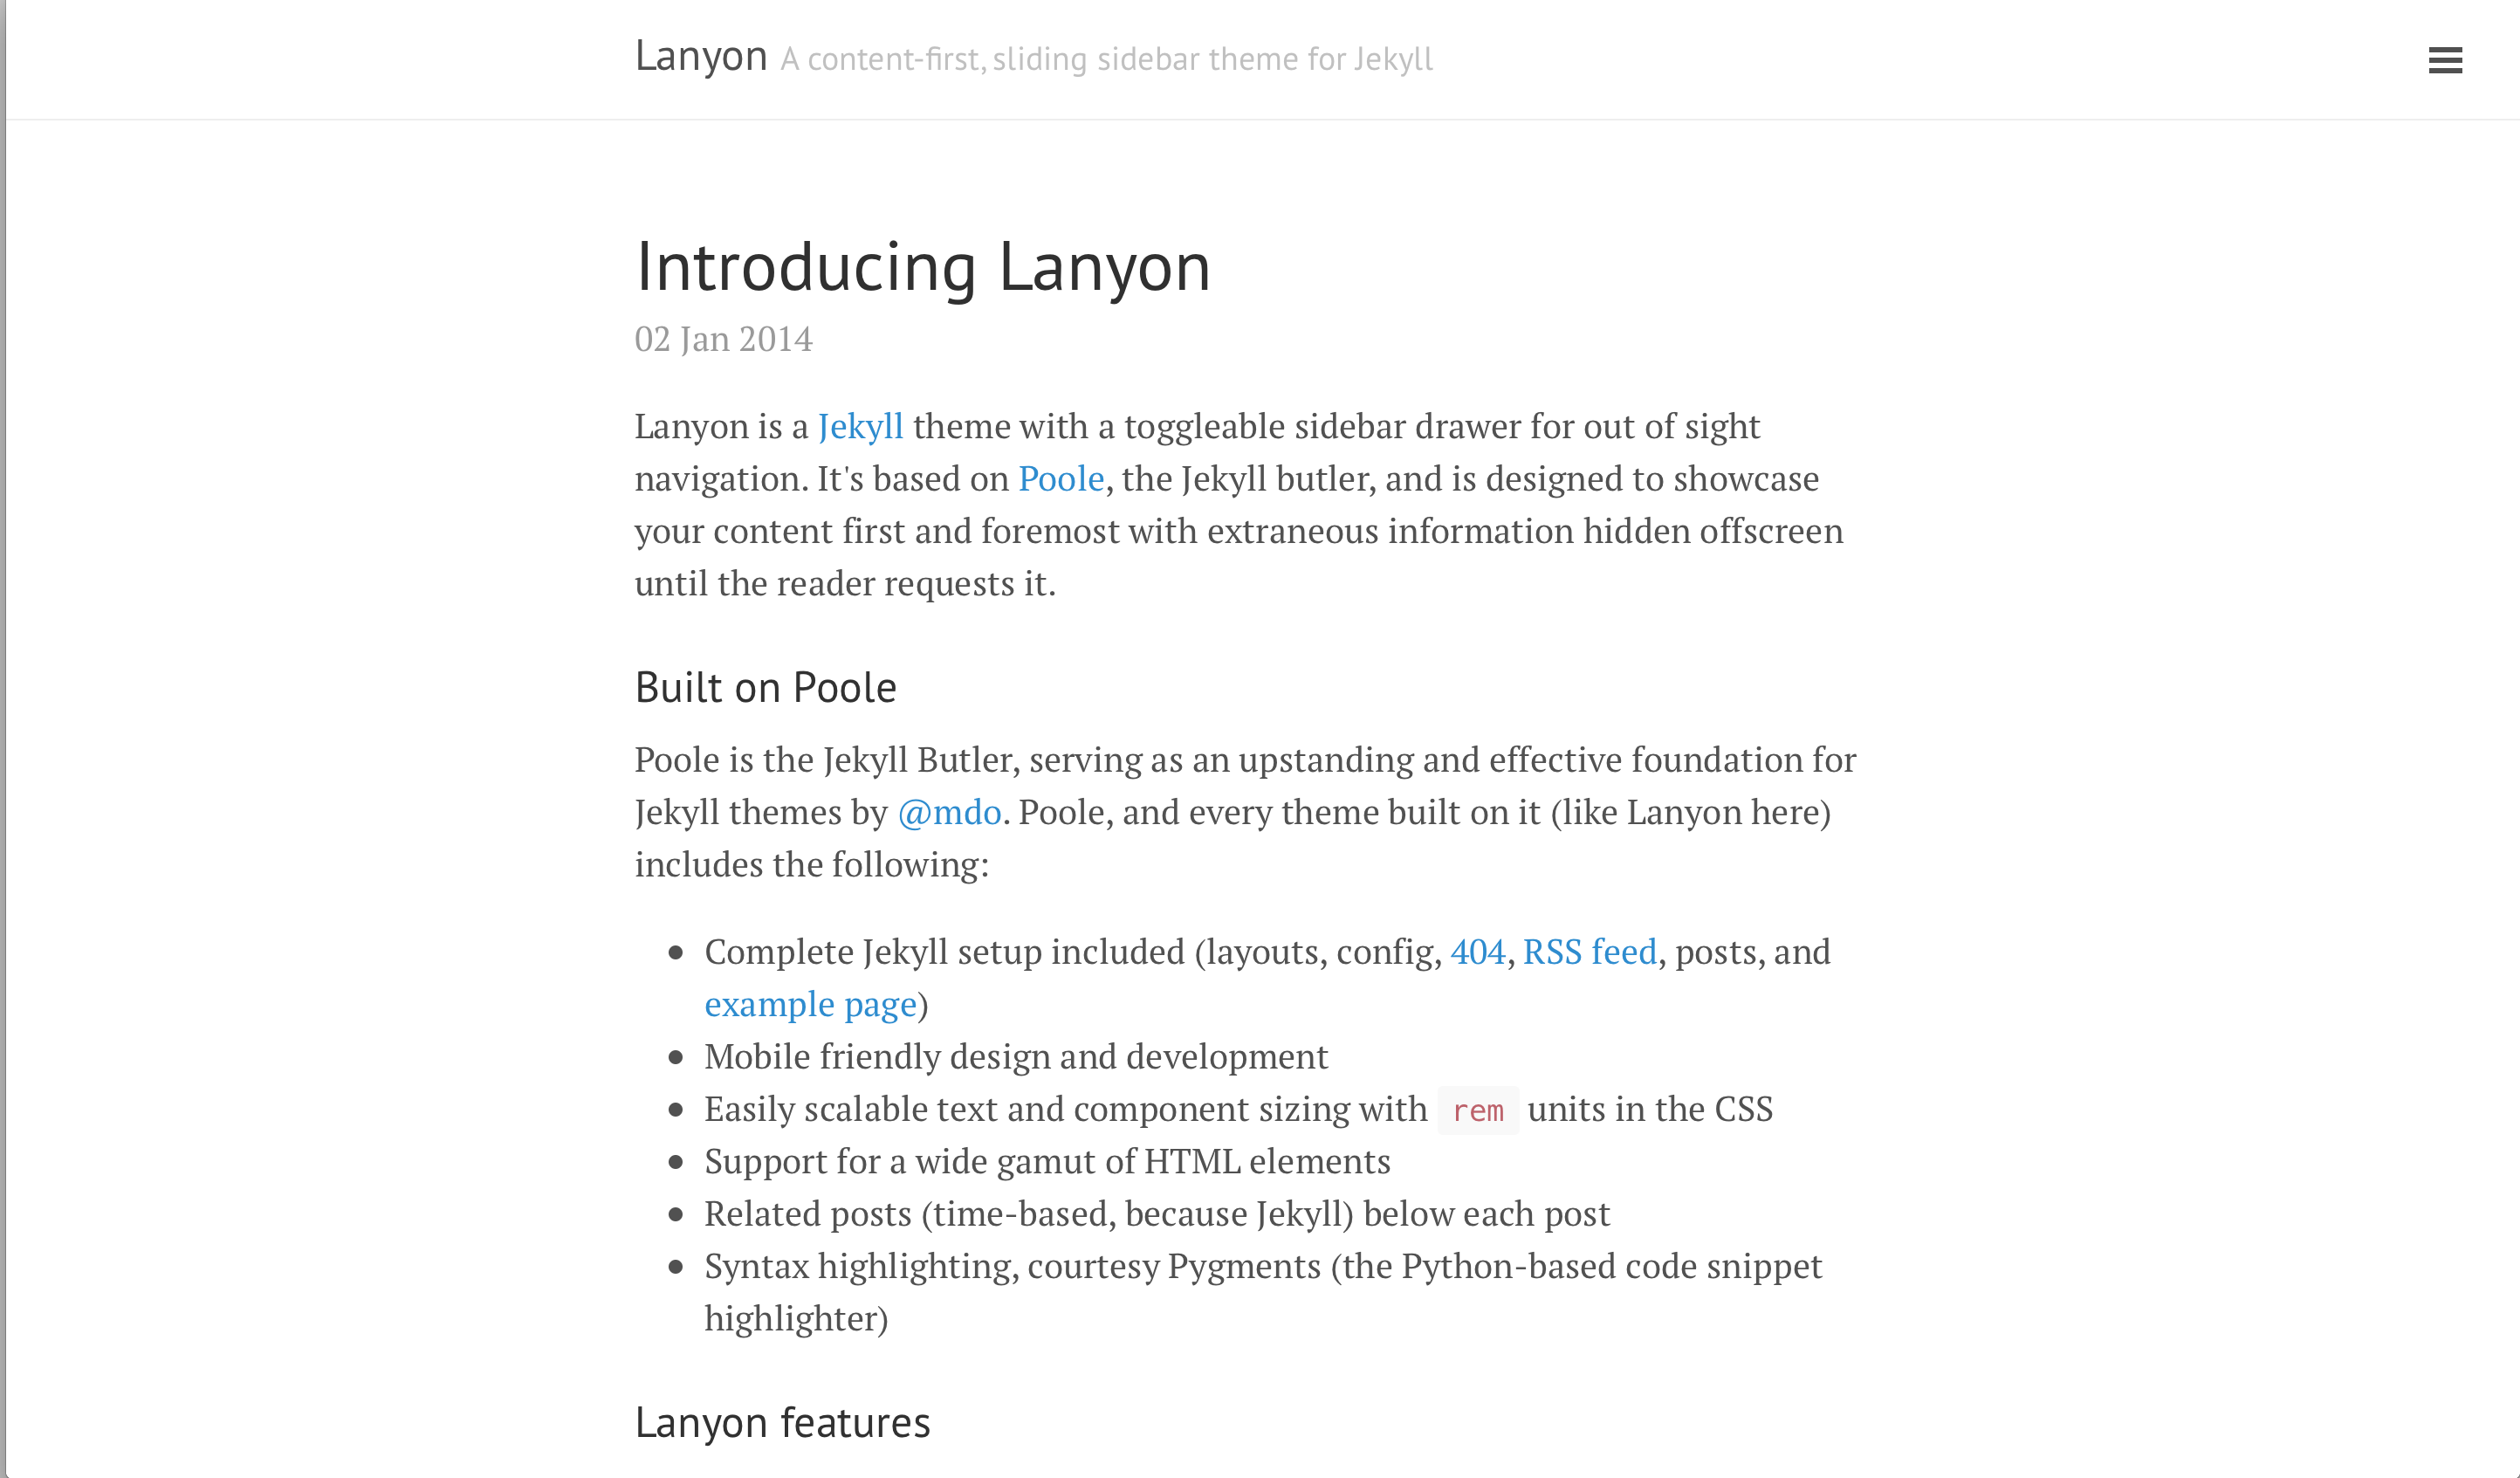 Lanyon A content-first, sliding sidebar theme for Jekyll
Introducing Lanyon
02 Jan 2014
Lanyon is a Jekyll theme with a toggleable sidebar drawer for out of sight
navigation. It's based on Poole, the Jekyll butler, and is designed to showcase
your content first and foremost with extraneous information hidden offscreen
until the reader requests it.
Built on Poole
Poole is the Jekyll Butler, serving as an upstanding and effective foundation for
Jekyll themes by @mdo. Poole, and every theme built on it (like Lanyon here)
includes the following:
Complete Jekyll setup included (layouts, config, 404, RSS feed, posts, and
example page)
Mobile friendly design and development
Easily scalable text and component sizing with rem units in the CSS
Support for a wide gamut of HTML elements
Related posts (time-based, because Jekyll) below each post
Syntax highlighting, courtesy Pygments (the Python-based code snippet
highlighter)
Lanyon features